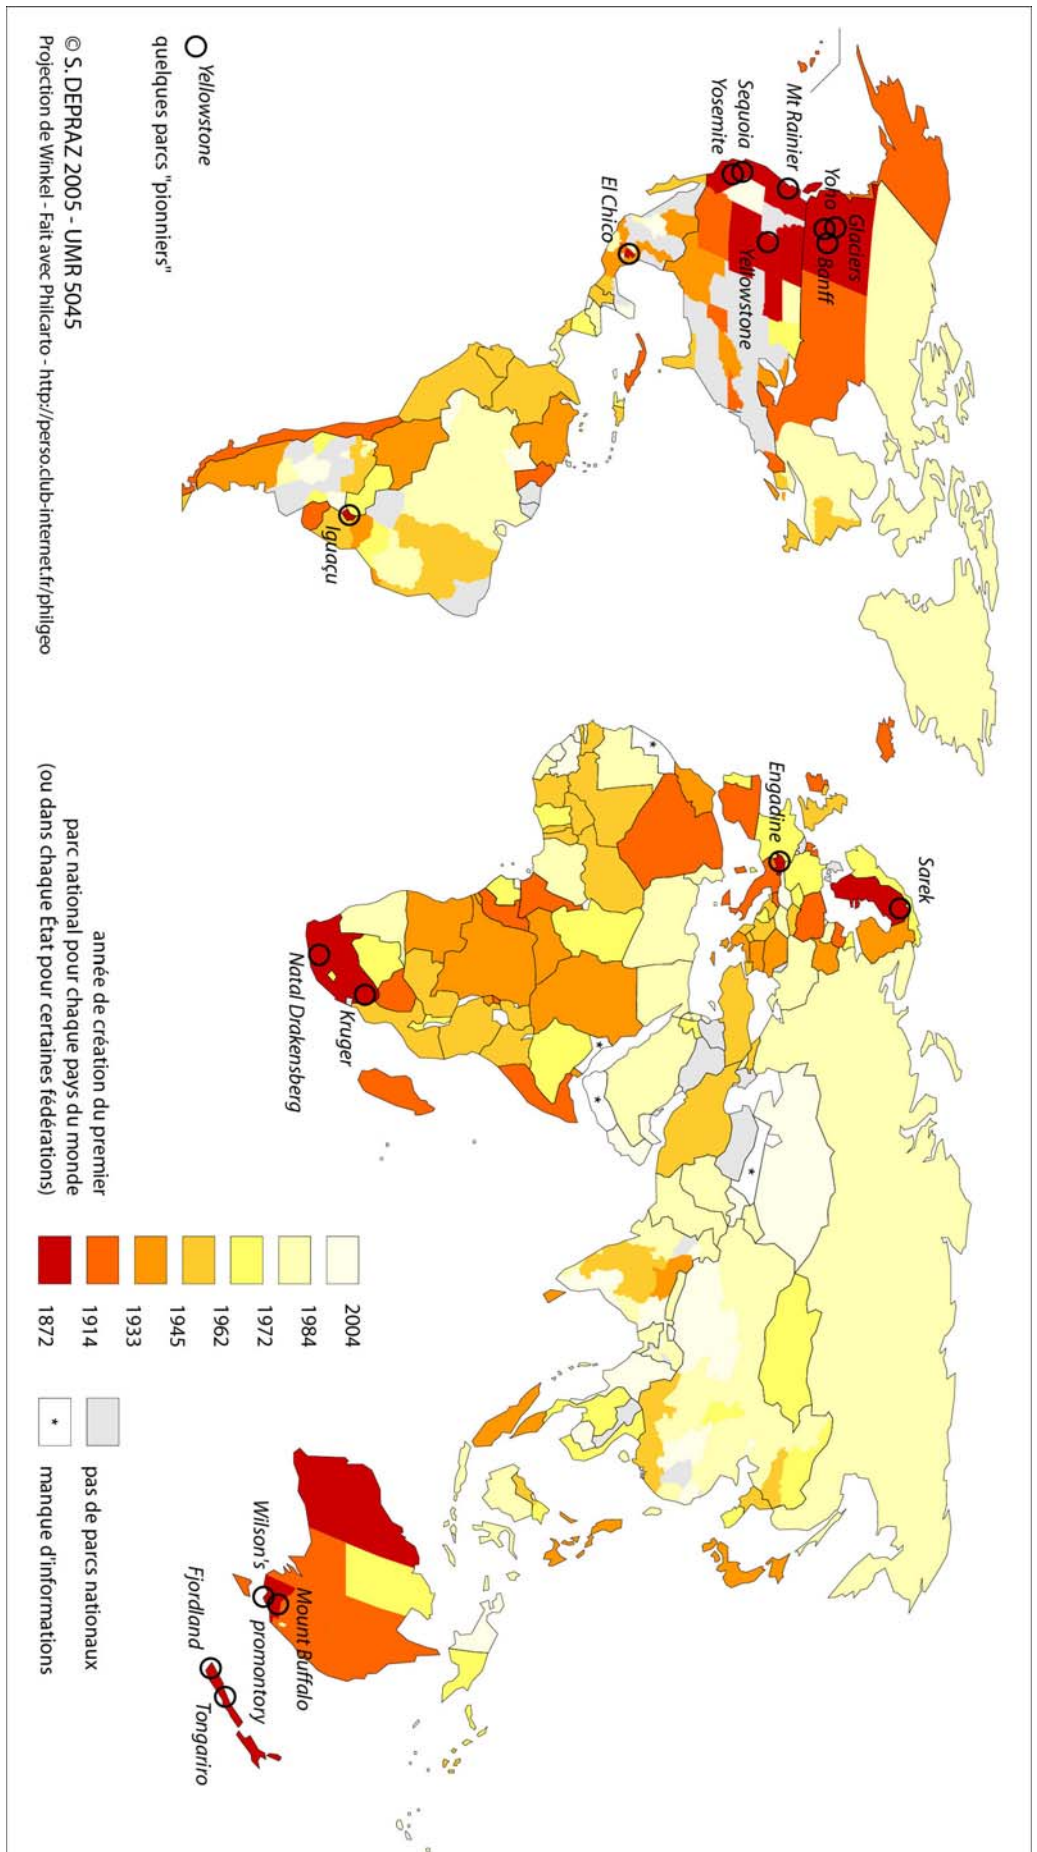 Mt Rainier
Sequoia
Yosemite
Yoho
Glaciers
Banff
Yellowstone
El Chico
Iguaçu
Sarek
Engadine
Natal Drakensberg
Kruger
Mount Buffalo
Wilson's
promontory
Fjordland
Tongariro
*
*
*
*
Yellowstone
quelques parcs "pionniers"
© S. DEPRAZ 2005 - UMR 5045
Projection de Winkel - Fait avec Philcarto - http://perso.club-internet.fr/philgeo
année de création du premier
parc national pour chaque pays du monde
(ou dans chaque État pour certaines fédérations)
2004
1984
1972
1962
1945
1933
1914
1872
pas de parcs nationaux
* manque d'informations